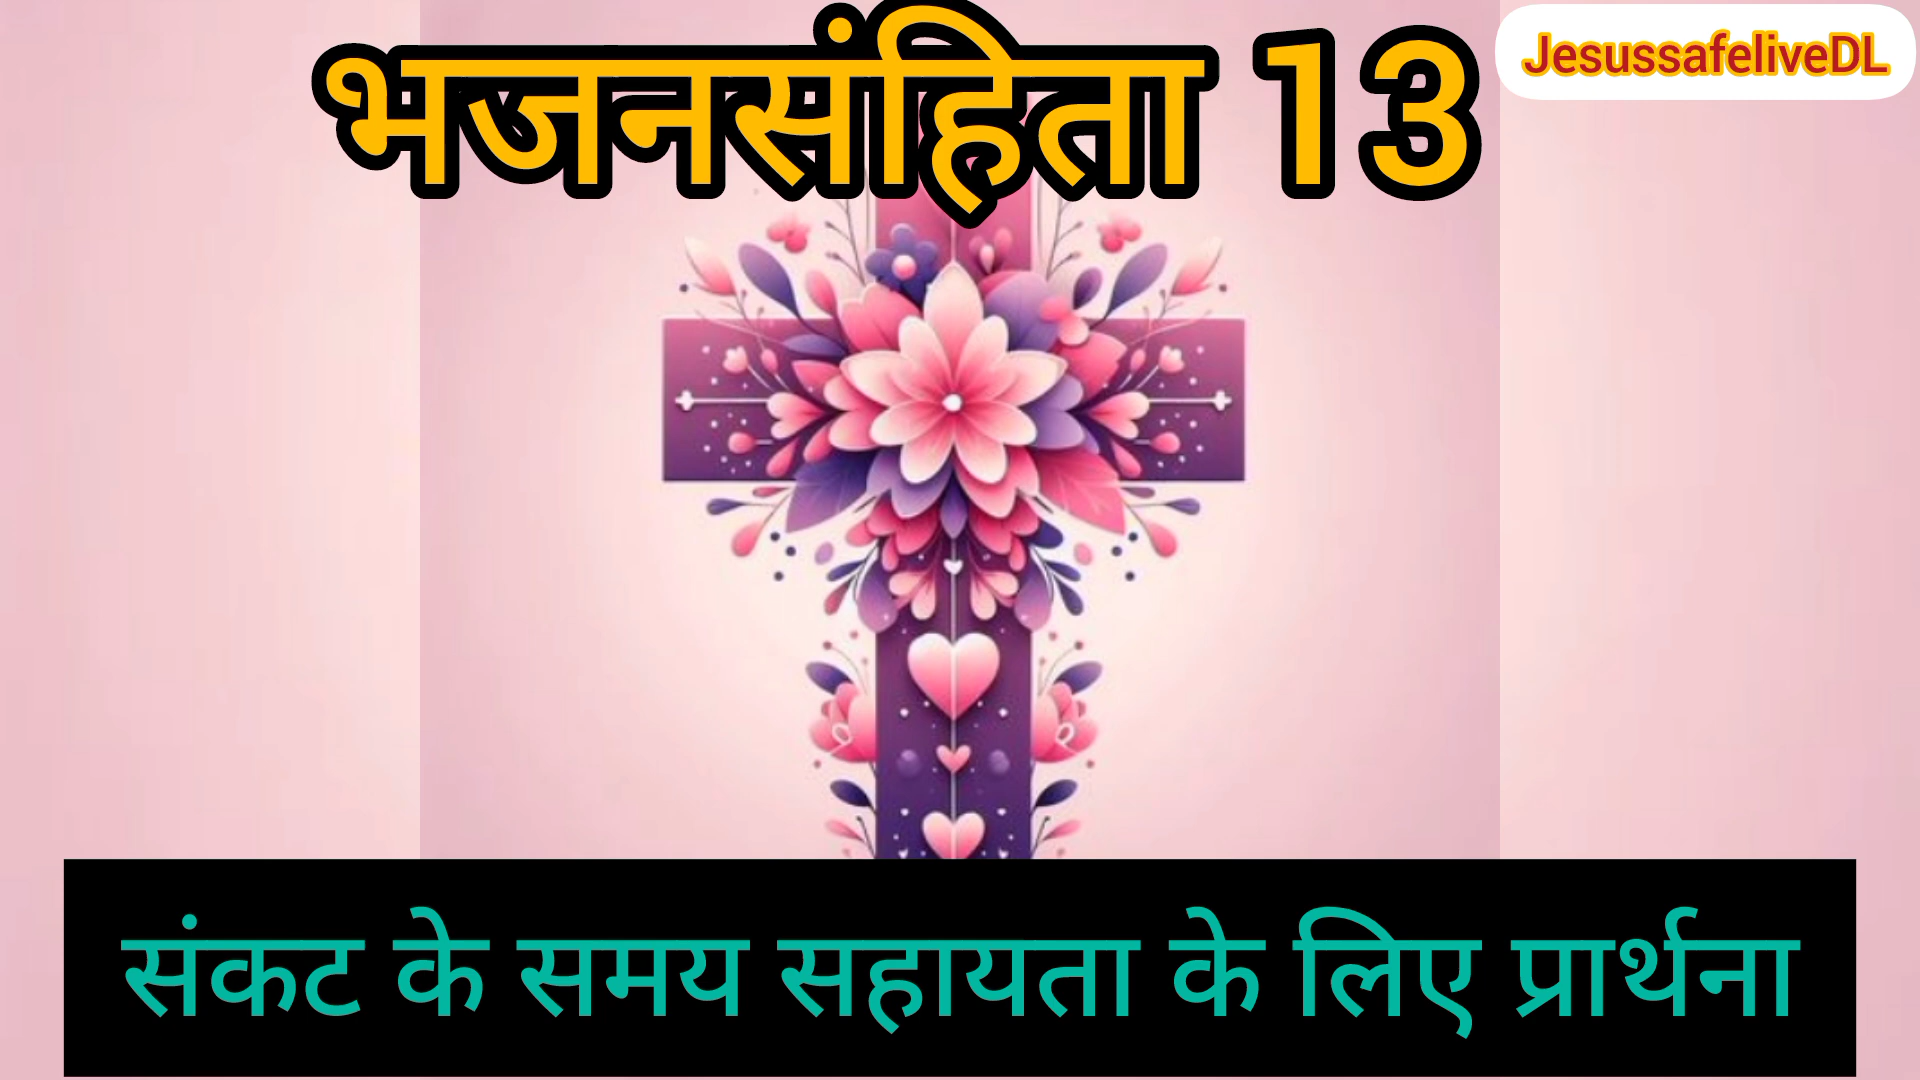 भजनसंहिता 13
JesussafeliveDL
संकट के समय सहायता के लिए प्रार्थना